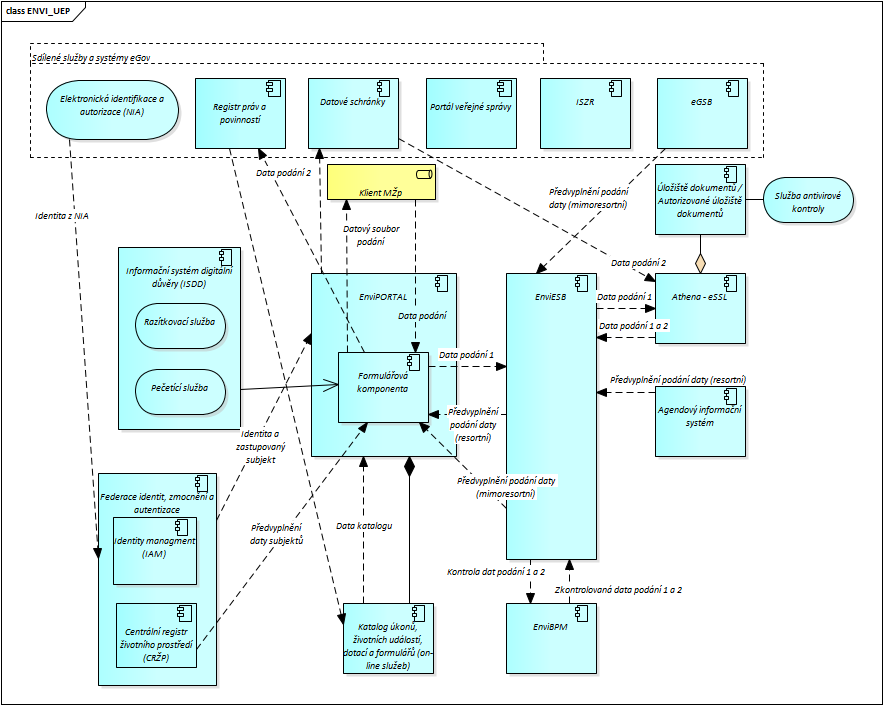 class ENVI_UEP
Sdílené služby a systémy eGov
Elektronická identifikace a
autorizace (NIA)
Registr práv a
povinností
Datové schránky
Portál veřejné správy
ISZR
eGSB
Data podání 2
Klient MŽp
Předvyplnění podání
daty (mimoresortní)
Úložiště dokumentů /
Autorizované úložiště
dokumentů
Služba antivirové
kontroly
Identita z NIA
Datový soubor
podání
Informační systém digitální
důvěry (ISDD)
Razítkovací služba
Pečetící služba
EnviPORTAL
Data podání
EnviESB
Data podání 2
Data podání 1
Athena - eSSL
Data podání 1 a 2
Formulářová
komponenta
Data podání 1
Předvyplnění podání daty (resortní)
Předvyplnění
podání daty
(resortní)
Agendový informační
systém
Identita a
zastupovaný
subjekt
Předvyplnění podání daty
(mimoresortní)
Federace identit, zmocnění a
autentizace
Identity managment
(IAM)
Předvyplnění
daty subjektů
Data katalogu
Kontrola dat podání 1 a 2
Zkontrolovaná data podání 1 a 2
Centrální registr
životního prostředí
(CRŽP)
Katalog úkonů,
životních událostí,
dotací a formulářů (on-
line služeb)
EnviBPM